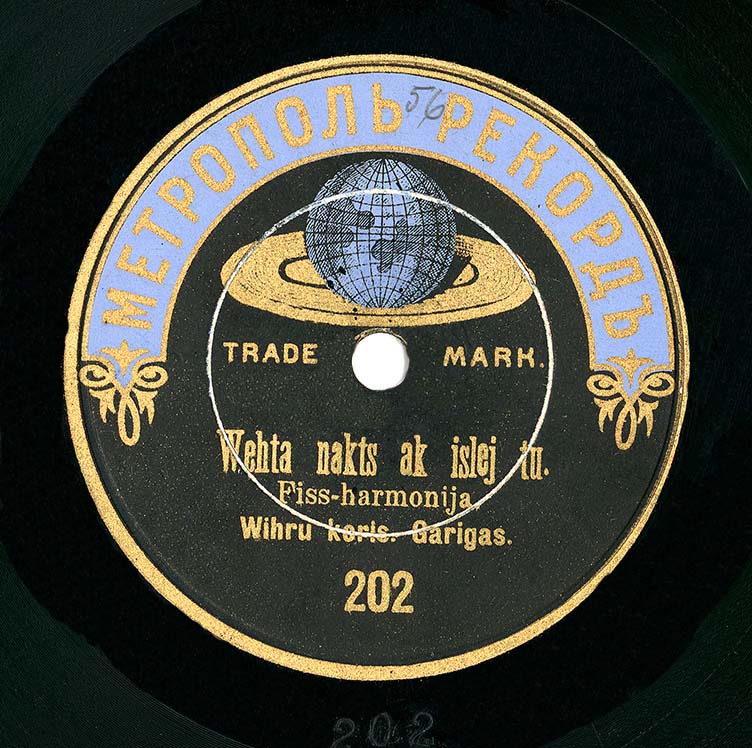 56
МЕТРОПОЛЬ РЕКОРДЪ
TRADE MARK.
Wehta nakts ak islej tu.
Fiss-harmonija.
Wihru koris. Garigas.
202
202